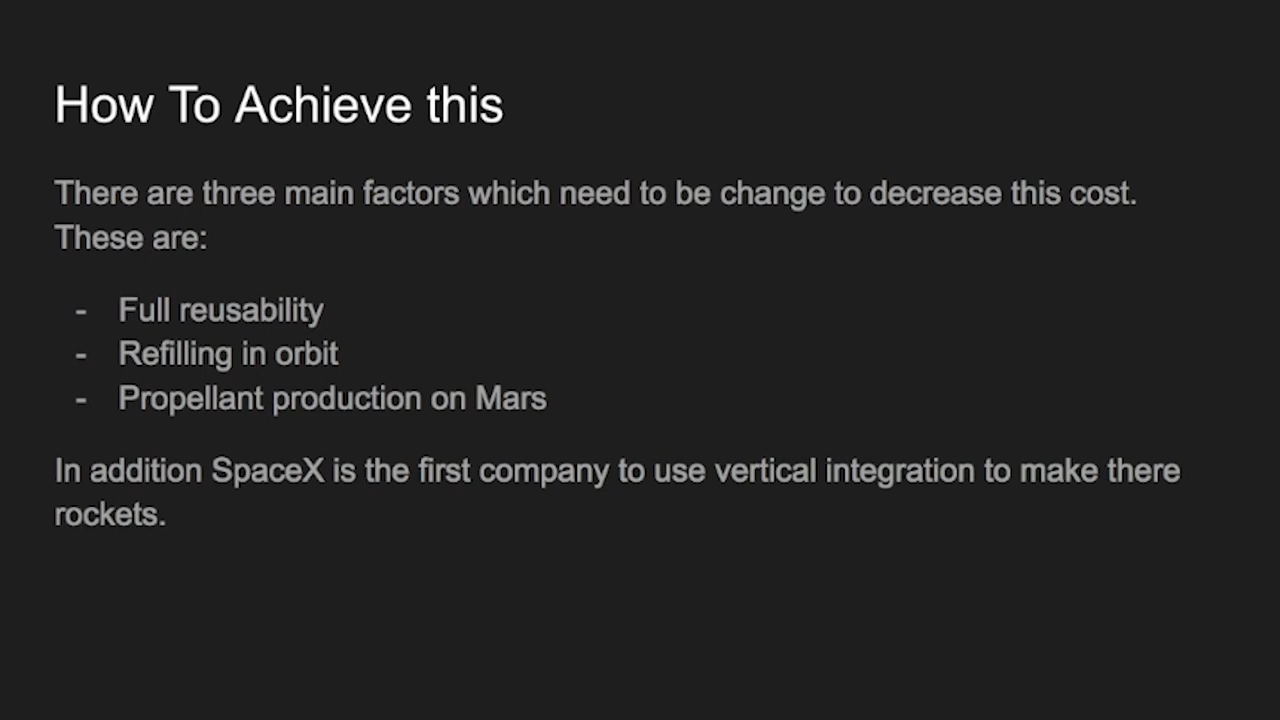 How To Achieve this
There are three main factors which need to be change to decrease this cost.
These are:
- Full reusability
- Refilling in orbit
- Propellant production on Mars
In addition SpaceX is the first company to use vertical integration to make there
rockets.